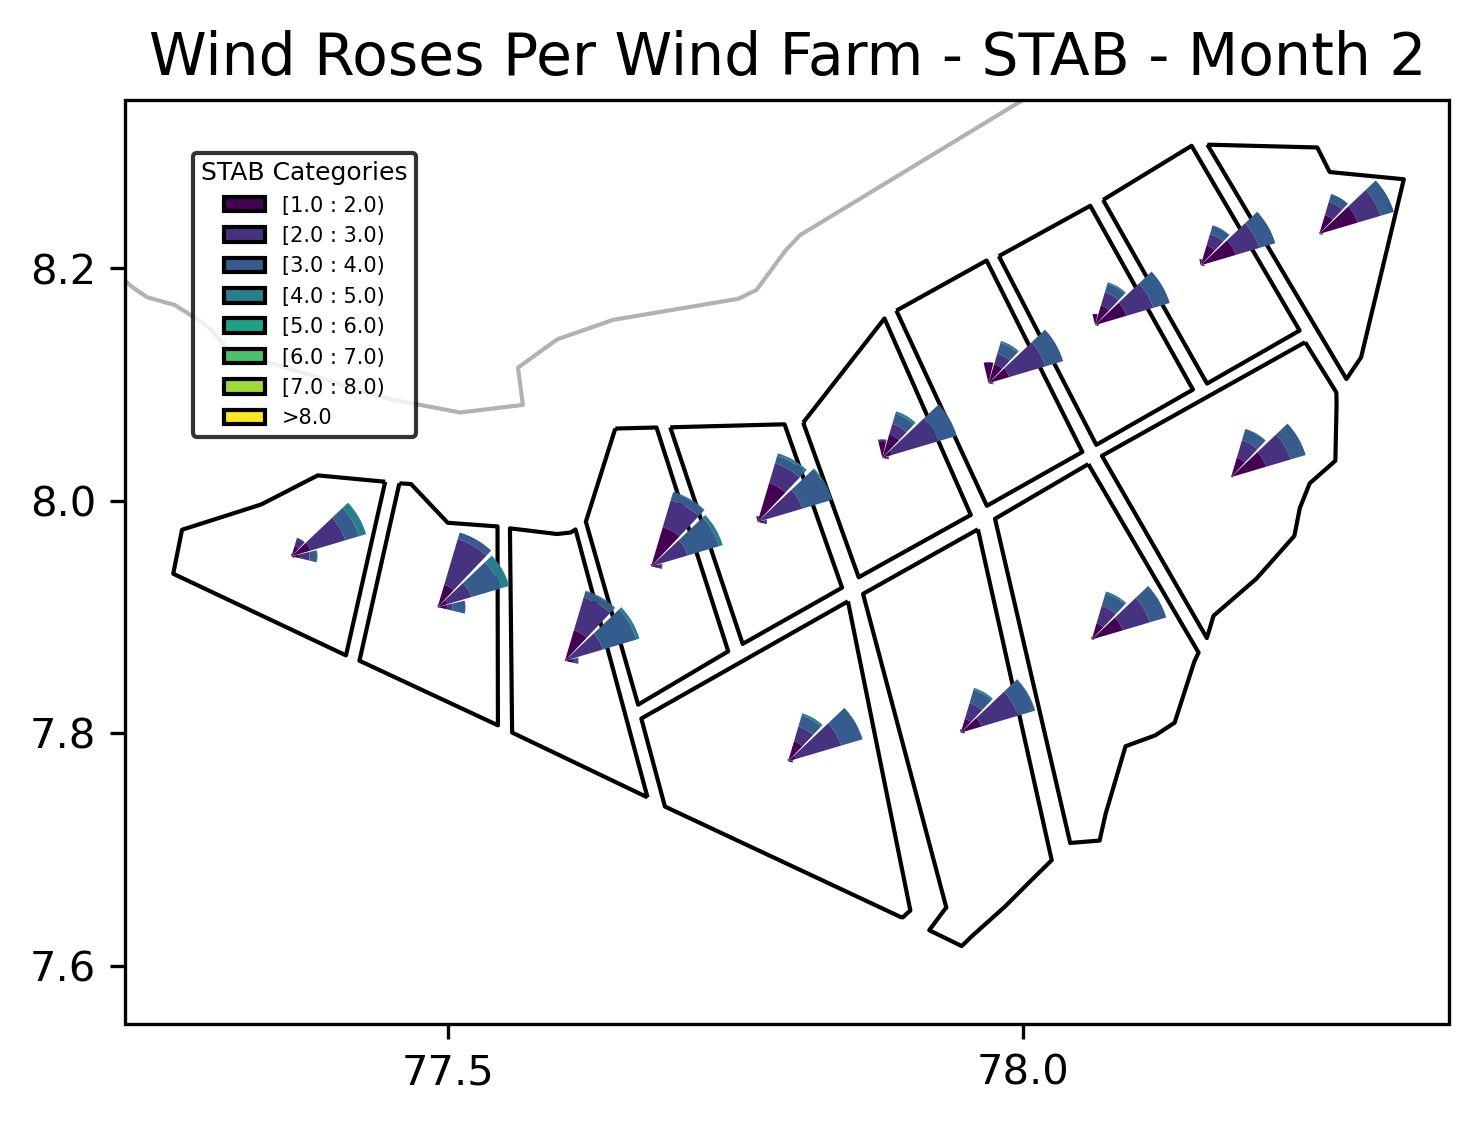 Wind Roses Per Wind Farm - STAB - Month 2
STAB Categories
[1.0 : 2.0)
[2.0 : 3.0)
[3.0 : 4.0)
[4.0 : 5.0)
[5.0 : 6.0)
[6.0 : 7.0)
[7.0 : 8.0)
>8.0
8.2
8.0
7.8
7.6
77.5
78.0